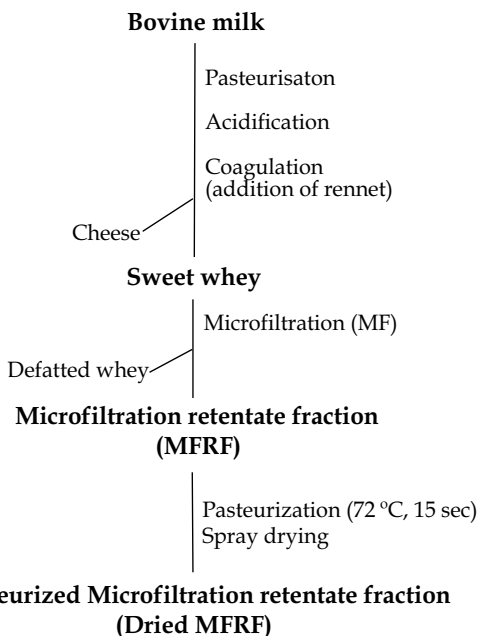 Bovine milk
Pasteurisaton
Acidification
Coagulation
(addition of rennet)
Cheese
Sweet whey
Microfiltration (MF)
Defatted whey
Microfiltration retentate fraction
(MFRF)
Pasteurization (72 ºC, 15 sec)
Spray drying
eurized Microfiltration retentate fraction
(Dried MFRF)